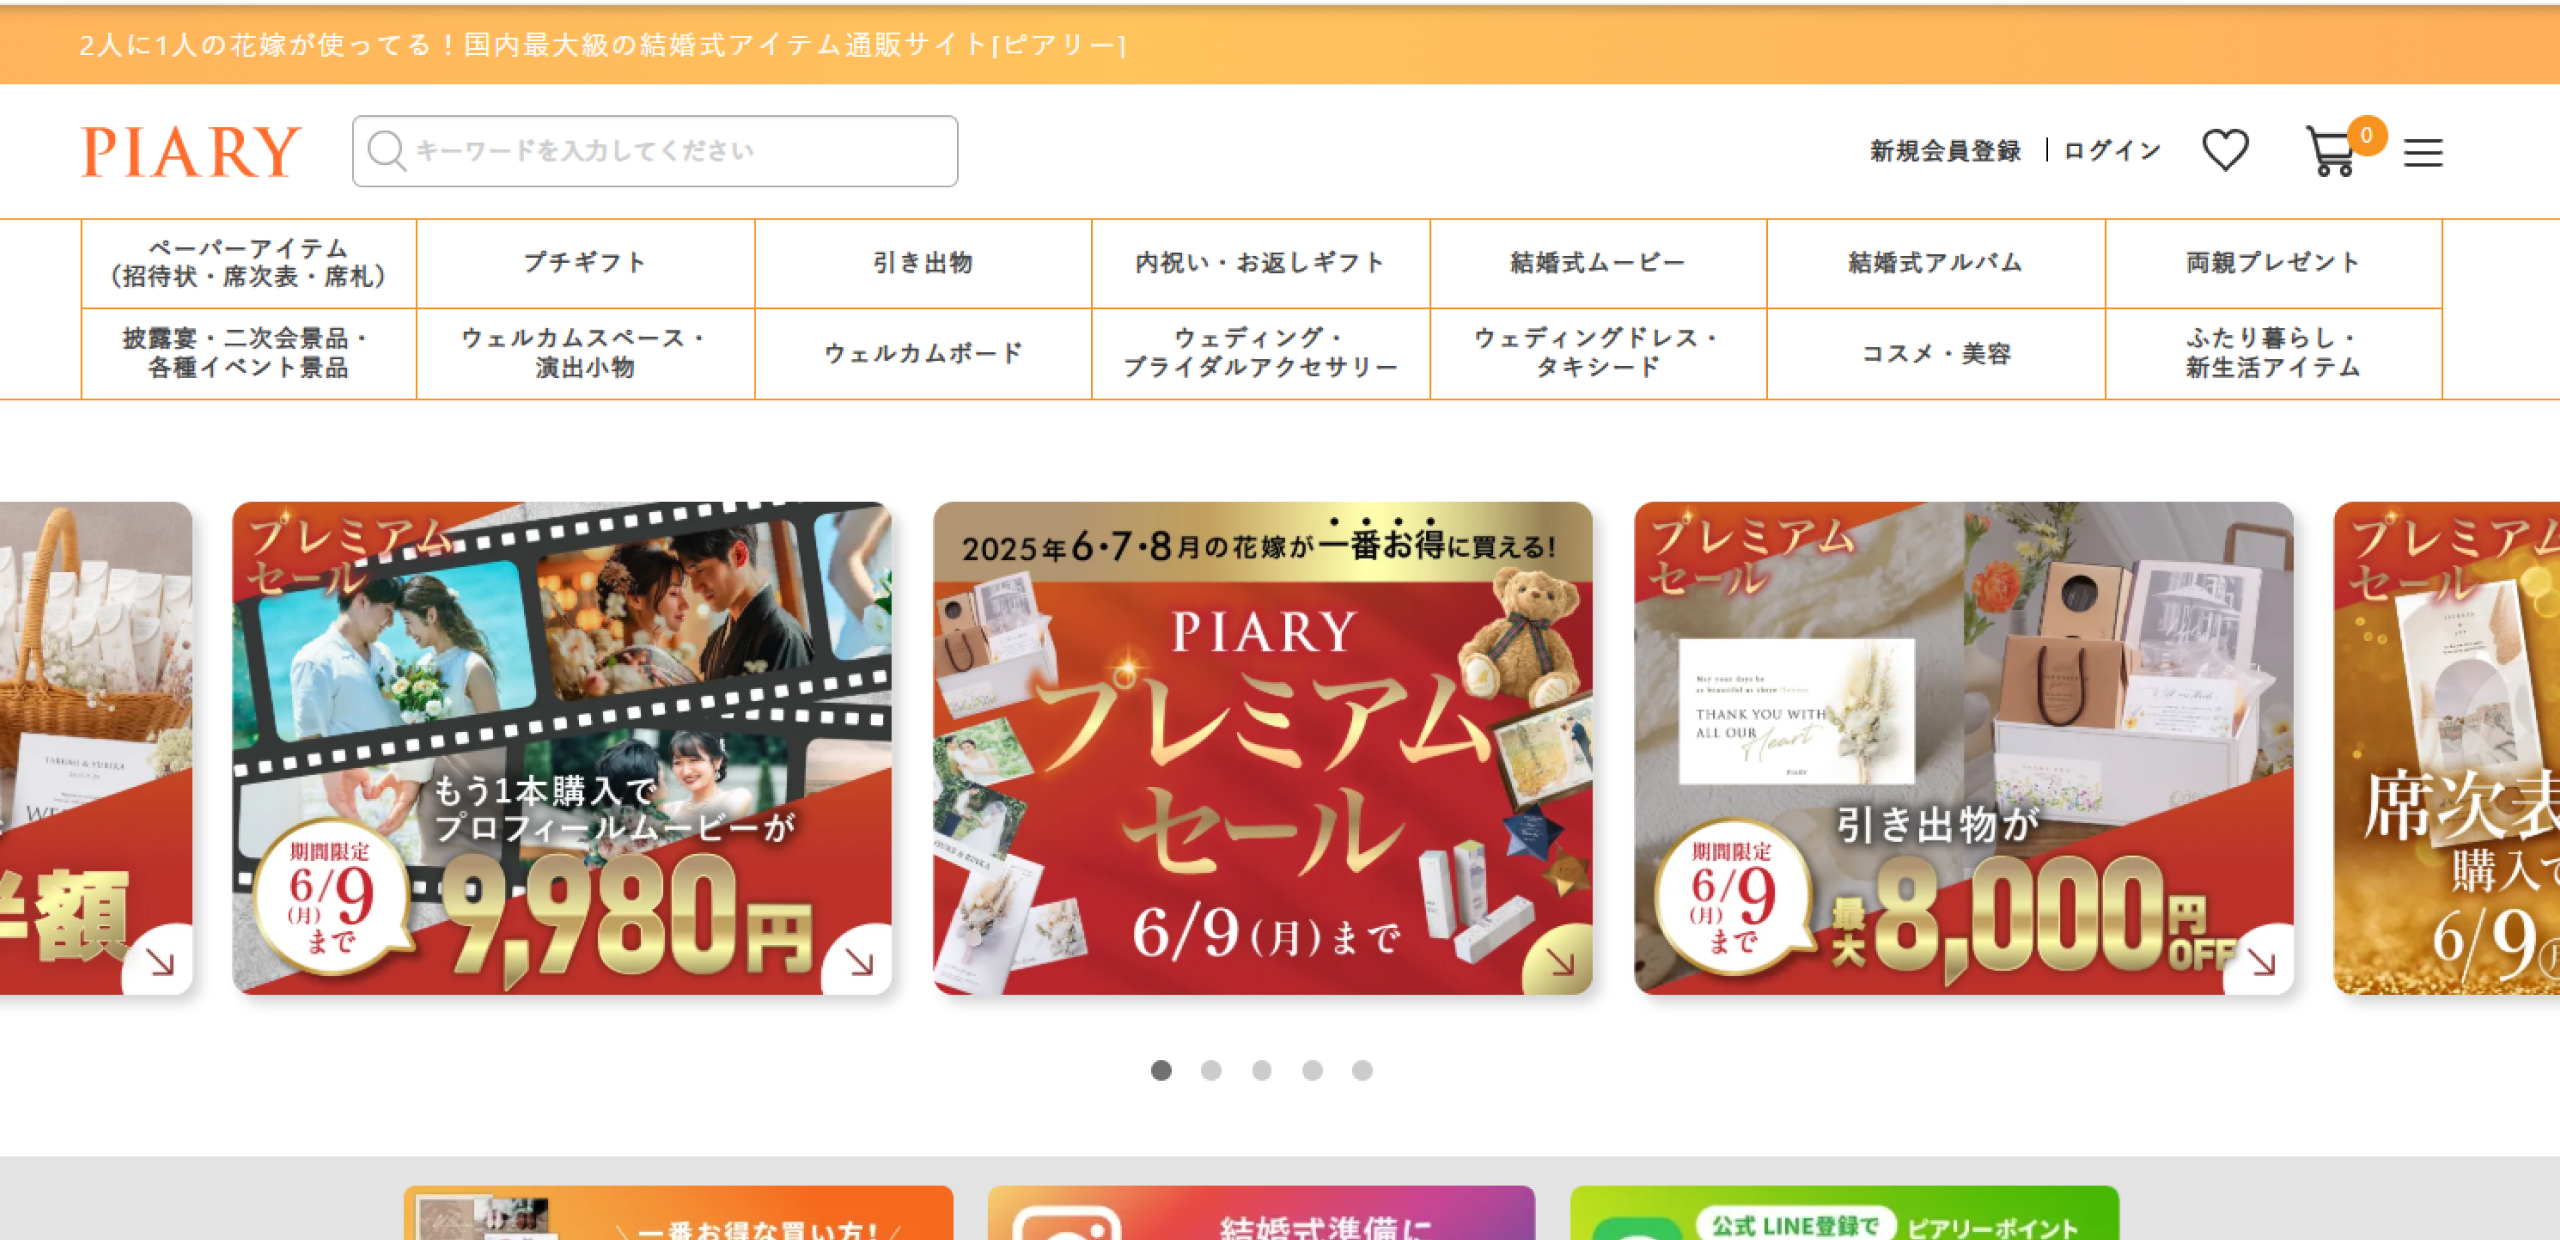 2人に1人の花嫁が使ってる！国内最大級の結婚式アイテム通販サイト[ピアリー]
PIARY
キーワードを入力してください
新規会員登録
ログイン
0
ペーパーアイテム
（招待状・席次表・席札）
プチギフト
引き出物
内祝い・お返しギフト
結婚式ムービー
結婚式アルバム
両親プレゼント
披露宴・二次会景品・
各種イベント景品
ウェルカムスペース・
演出小物
ウェルカムボード
ウェディング・
ブライダルアクセサリー
ウェディングドレス・
タキシード
コスメ・美容
ふたり暮らし・
新生活アイテム
半額
プレミアム
セール
もう1本購入で
プロフィールムービーが
期間限定
6/9
(月)
まで
9,980円
2025年6・7・8月の花嫁が一番お得に買える!
PIARY
プレミアム
セール
6/9(月)まで
プレミアム
セール
THANK YOU WITH
ALL OUR
Heart
PIARY
引き出物が
期間限定
6/9
(月)
まで
最大8,000円OFF
プレミアム
セール
席次表
購入で
6/9
一番お得な買い方!
結婚式準備に
公式 LINE登録で
ピアリーポイント